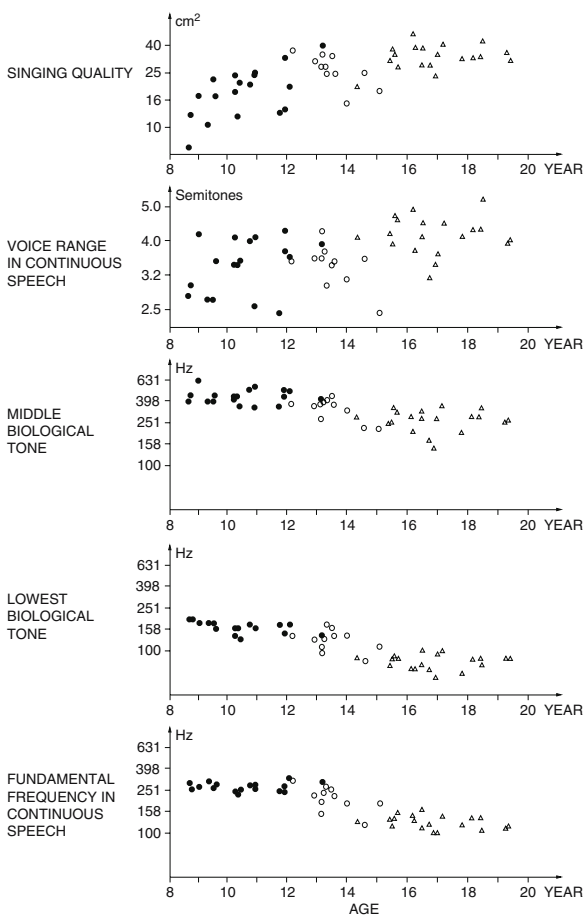 cm²
SINGING QUALITY
40
25
16
10
8 10 12 14 16 18 20 YEAR
Semitones
VOICE RANGE
IN CONTINUOUS
SPEECH
5.0
4.0
3.2
2.5
8 10 12 14 16 18 20 YEAR
Hz
MIDDLE
BIOLOGICAL
TONE
631
398
251
158
100
8 10 12 14 16 18 20 YEAR
Hz
LOWEST
BIOLOGICAL
TONE
631
398
251
158
100
8 10 12 14 16 18 20 YEAR
Hz
FUNDAMENTAL
FREQUENCY IN
CONTINUOUS
SPEECH
631
398
251
158
100
8 10 12 14 16 18 20 YEAR
AGE